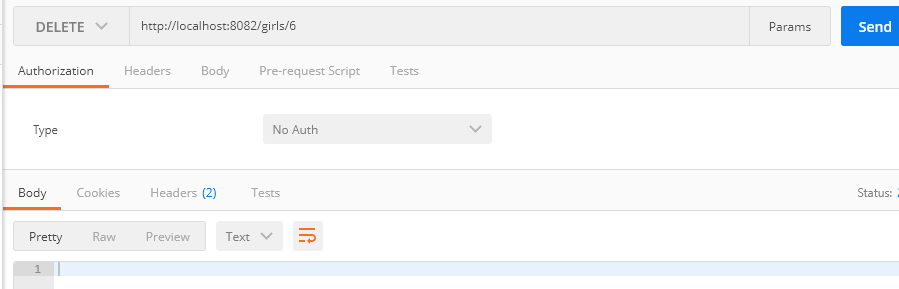 DELETE http://localhost:8082/girls/6 Params Send
Authorization Headers Body Pre-request Script Tests
Type No Auth
Body Cookies Headers (2) Tests Status:
Pretty Raw Preview Text
1